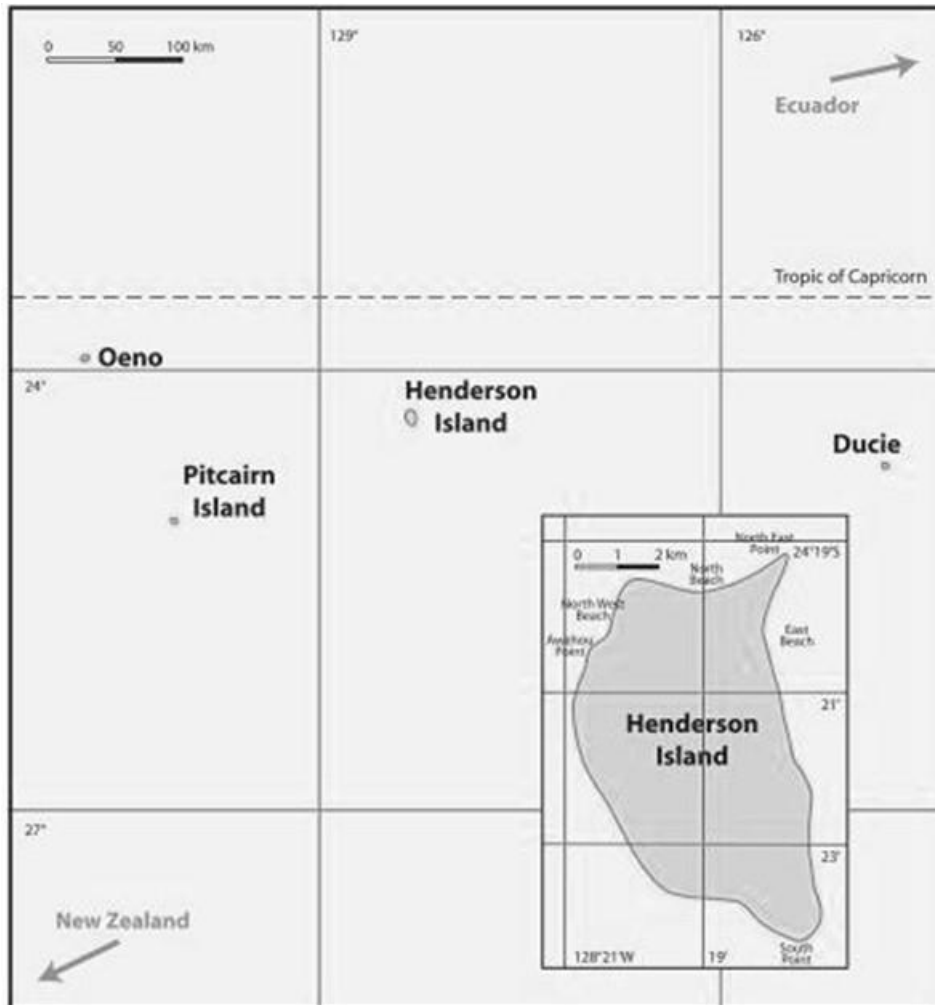 0 50 100 km
129°
126°
Ecuador
Tropic of Capricorn
Oeno
24°
Henderson
Island
Ducie
Pitcairn
Island
North East
Point
24°19'S
0 1 2 km
North
Beach
North West
Beach
East
Beach
Point
21'
Henderson
Island
27°
23'
New Zealand
128°21'W
19'
South
Point